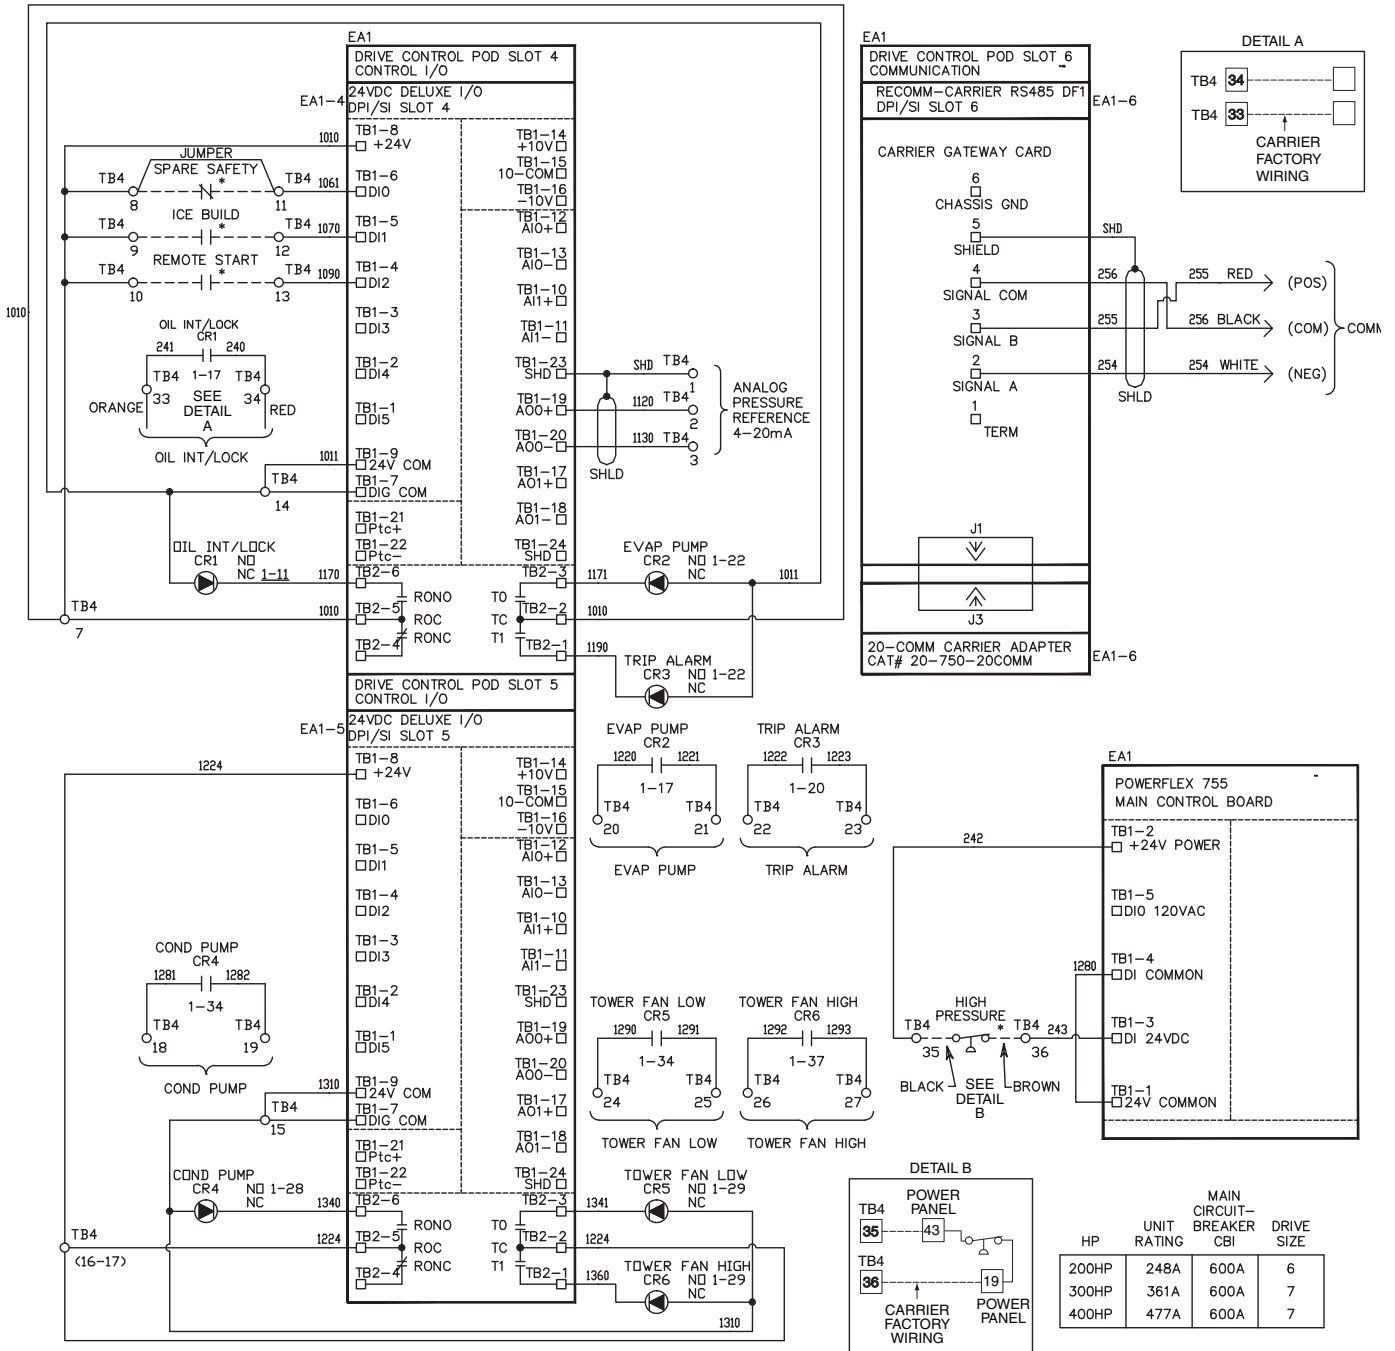 EA1
DRIVE CONTROL POD SLOT 4
CONTROL I/O
24VDC DELUXE I/O
DPI/SI SLOT 4
EA1-4
TB1-8
+24V
TB1-6
DI0
TB1-5
DI1
TB1-4
DI2
TB1-3
DI3
TB1-2
DI4
TB1-1
DI5
TB1-9
24V COM
TB1-7
DIG COM
TB1-21
Ptc+
TB1-22
Ptc-
TB2-6
RONO
TB2-5
ROC
TB2-4
RONC
TB1-14
+10V
TB1-15
10-COM
TB1-16
-10V
TB1-12
AI0+
TB1-13
AI0-
TB1-10
AI1+
TB1-11
AI1-
TB1-23
SHD
TB1-19
AO0+
TB1-20
AO0-
TB1-17
AO1+
TB1-18
AO1-
TB1-24
SHD
TB2-3
T0
TB2-2
TC
TB2-1
T1
1010
1010
JUMPER
SPARE SAFETY
*
TB4
8
TB4
11
1061
ICE BUILD
*
TB4
9
TB4
12
1070
REMOTE START
*
TB4
10
TB4
13
1090
OIL INT/LOCK
CR1
241
240
1-17
TB4
33
TB4
34
SEE
DETAIL
A
ORANGE
RED
OIL INT/LOCK
1011
TB4
14
OIL INT/LOCK
CR1
NO
NC 1-11
1170
TB4
7
1010
SHD
TB4
1
1120
TB4
2
1130
TB4
3
SHLD
ANALOG
PRESSURE
REFERENCE
4-20mA
EVAP PUMP
CR2
NO 1-22
NC
1171
1011
1010
1190
TRIP ALARM
CR3
NO 1-22
NC
EA1
DRIVE CONTROL POD SLOT 6
COMMUNICATION
RECOMM-CARRIER RS485 DF1
DPI/SI SLOT 6
EA1-6
CARRIER GATEWAY CARD
6
CHASSIS GND
5
SHIELD
4
SIGNAL COM
3
SIGNAL B
2
SIGNAL A
1
TERM
J1
J3
20-COMM CARRIER ADAPTER
CAT# 20-750-20COMM
EA1-6
SHD
256
255 RED
(POS)
255
256 BLACK
(COM)
254
254 WHITE
(NEG)
SHLD
DETAIL A
TB4
34
TB4
33
CARRIER
FACTORY
WIRING
DRIVE CONTROL POD SLOT 5
CONTROL I/O
24VDC DELUXE I/O
DPI/SI SLOT 5
EA1-5
TB1-8
+24V
TB1-6
DI0
TB1-5
DI1
TB1-4
DI2
TB1-3
DI3
TB1-2
DI4
TB1-1
DI5
TB1-9
24V COM
TB1-7
DIG COM
TB1-21
Ptc+
TB1-22
Ptc-
TB2-6
RONO
TB2-5
ROC
TB2-4
RONC
TB1-14
+10V
TB1-15
10-COM
TB1-16
-10V
TB1-12
AI0+
TB1-13
AI0-
TB1-10
AI1+
TB1-11
AI1-
TB1-23
SHD
TB1-19
AO0+
TB1-20
AO0-
TB1-17
AO1+
TB1-18
AO1-
TB1-24
SHD
TB2-3
T0
TB2-2
TC
TB2-1
T1
1224
COND PUMP
CR4
1281
1282
1-34
TB4
18
TB4
19
COND PUMP
1310
TB4
15
COND PUMP
CR4
NO 1-28
NC
1340
TB4
(16-17)
1224
EVAP PUMP
CR2
1220
1221
1-17
TB4
20
TB4
21
EVAP PUMP
TRIP ALARM
CR3
1222
1223
1-20
TB4
22
TB4
23
TRIP ALARM
TOWER FAN LOW
CR5
1290
1291
1-34
TB4
24
TB4
25
TOWER FAN LOW
TOWER FAN HIGH
CR6
1292
1293
1-37
TB4
26
TB4
27
TOWER FAN HIGH
TOWER FAN LOW
CR5
NO 1-29
NC
1341
1224
TOWER FAN HIGH
CR6
NO 1-29
NC
1360
1310
EA1
POWERFLEX 755
MAIN CONTROL BOARD
TB1-2
+24V POWER
TB1-5
DI0 120VAC
TB1-4
DI COMMON
TB1-3
DI 24VDC
TB1-1
24V COMMON
242
1280
HIGH
PRESSURE
*
TB4
35
TB4
36
243
BLACK
SEE
DETAIL
B
BROWN
DETAIL B
POWER
PANEL
TB4
35
43
TB4
36
19
CARRIER
FACTORY
WIRING
POWER
PANEL
HP UNIT RATING MAIN CIRCUIT-BREAKER CBI DRIVE SIZE
200HP 248A 600A 6
300HP 361A 600A 7
400HP 477A 600A 7